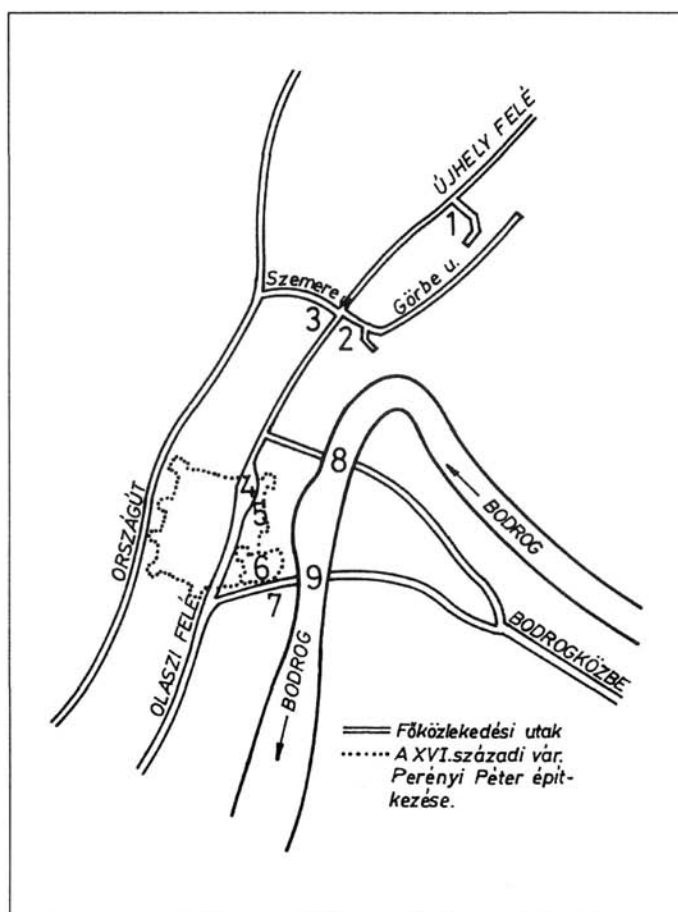 ÚJHELY FELÉ
1
Szemere u.
Görbe u.
3
2
8
4
5
BODROG
ORSZÁGÚT
6
9
7
OLASZI FELÉ
BODROGKÖZBE
BODROG
Főközlekedési utak
A XVI. századi vár.
Perényi Péter épít-
kezése.